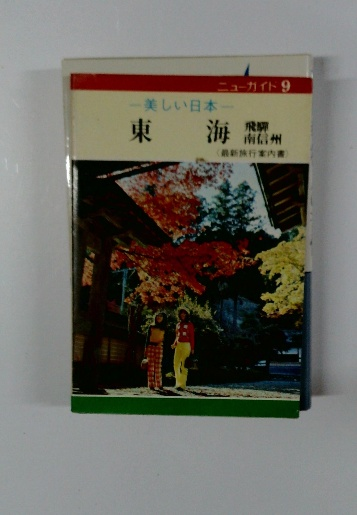 ニューガイド 9
―美しい日本―
東海 飛騨
南信州
(最新旅行案内書)